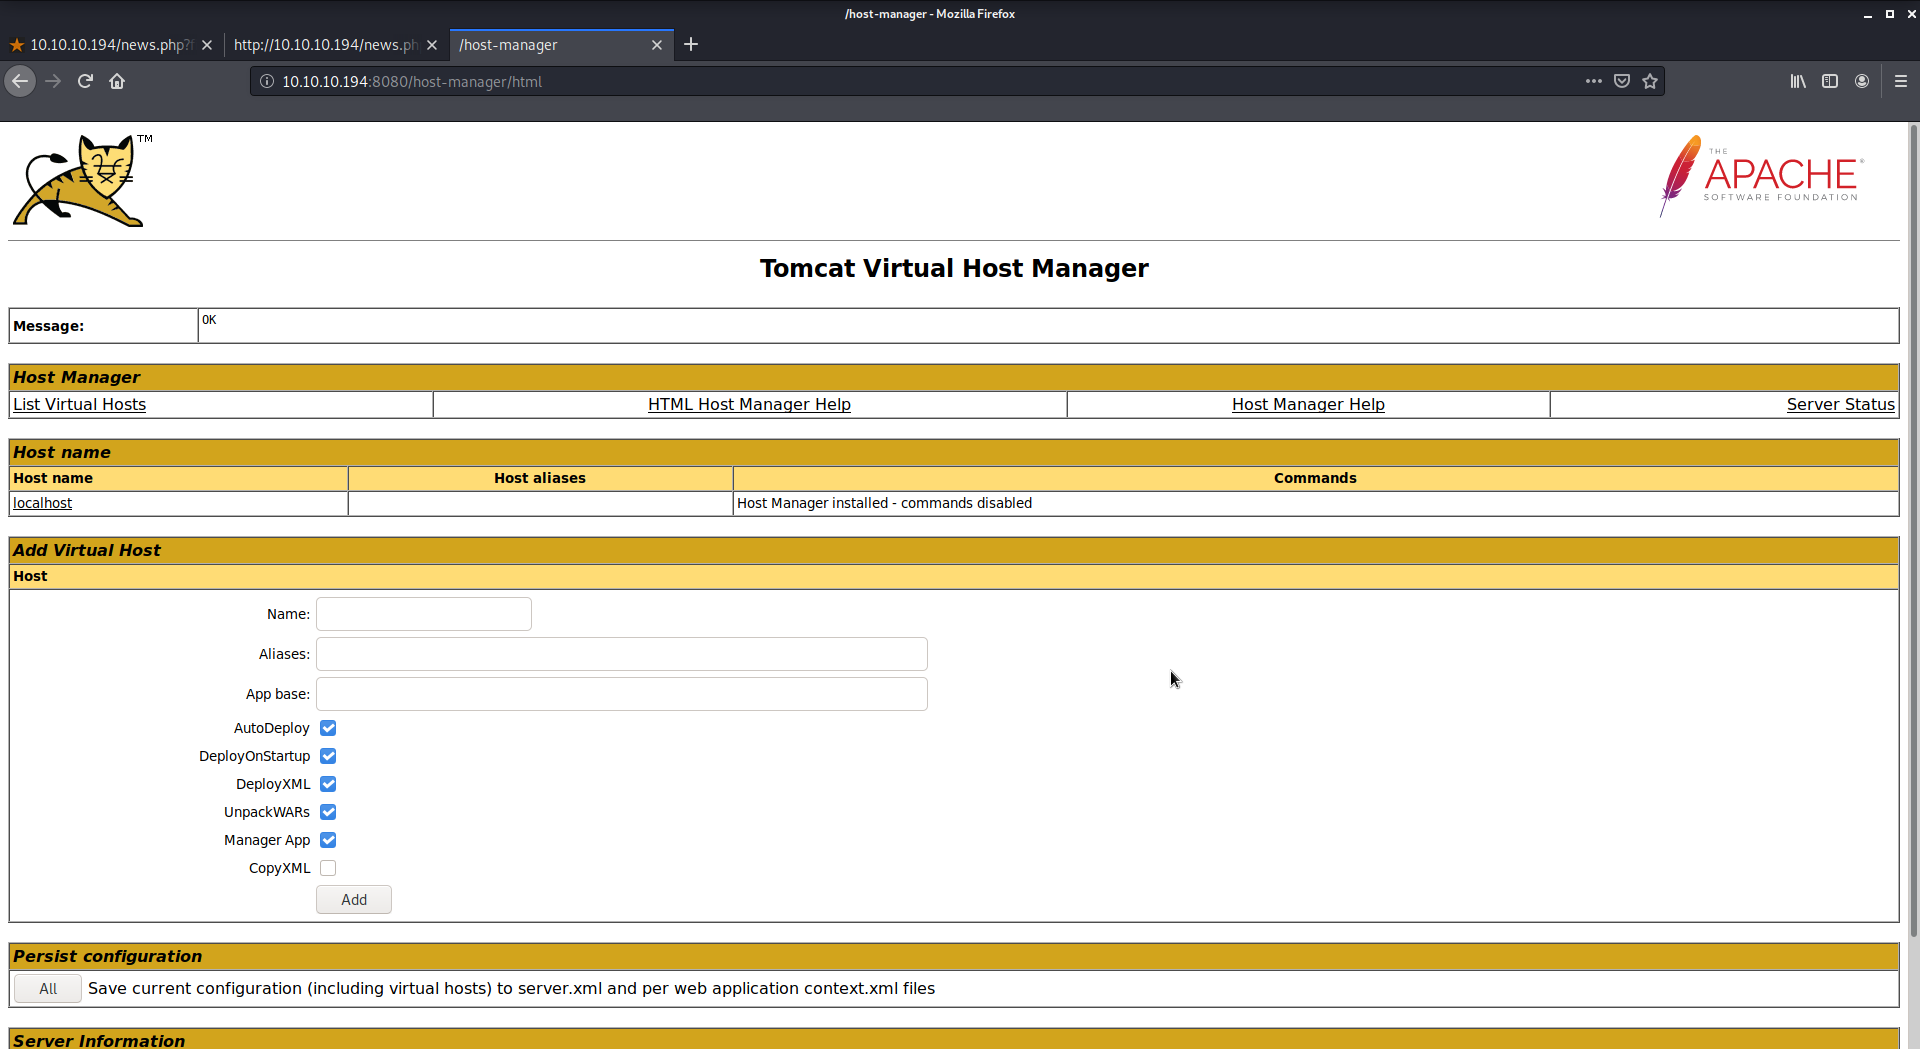 /host-manager - Mozilla Firefox
10.10.10.194/news.php?
http://10.10.10.194/news.ph
/host-manager
10.10.10.194:8080/host-manager/html
TM
THE
APACHE®
SOFTWARE FOUNDATION
Tomcat Virtual Host Manager
Message: OK
Host Manager
List Virtual Hosts HTML Host Manager Help Host Manager Help Server Status
Host name
Host name Host aliases Commands
localhost Host Manager installed - commands disabled
Add Virtual Host
Host
Name:
Aliases:
App base:
AutoDeploy
DeployOnStartup
DeployXML
UnpackWARs
Manager App
CopyXML
Add
Persist configuration
All Save current configuration (including virtual hosts) to server.xml and per web application context.xml files
Server Information